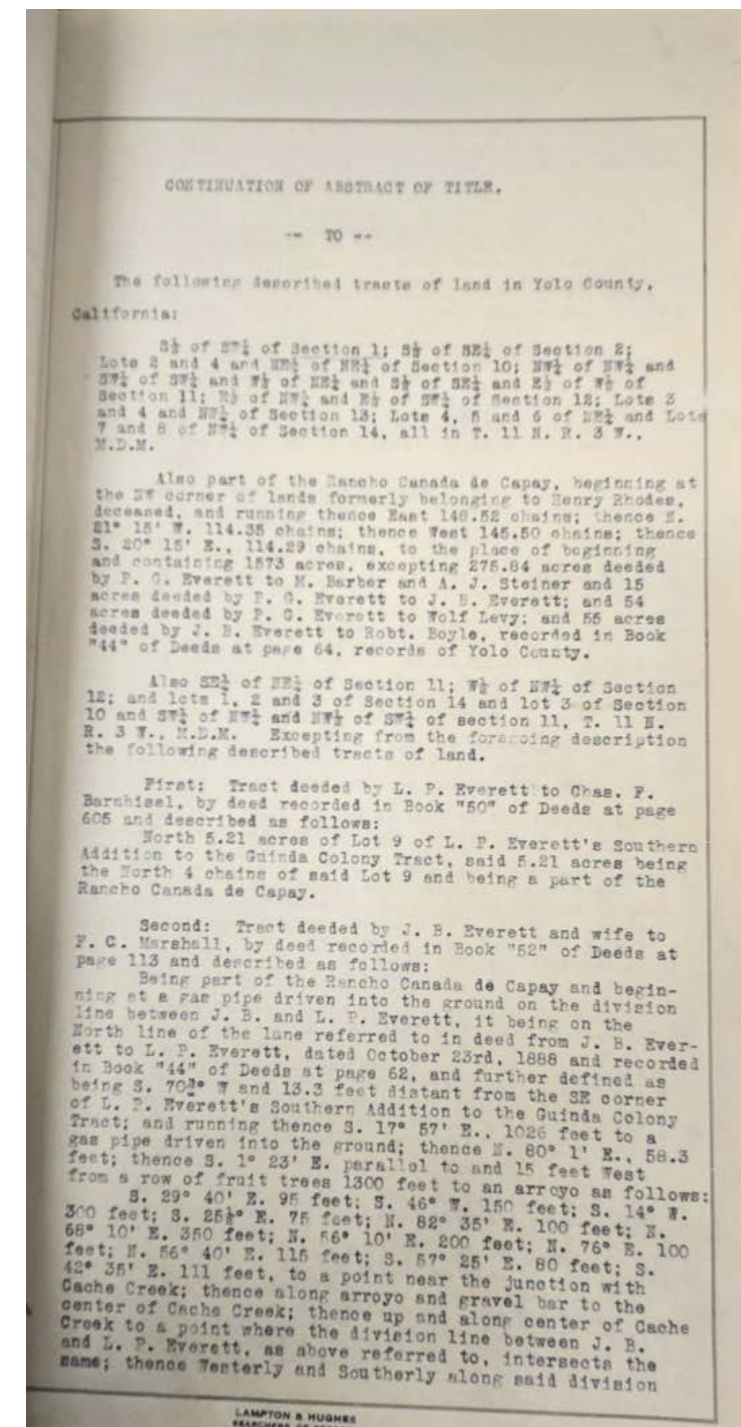 CONTINUATION OF ABSTRACT OF TITLE.
-- TO --
The following described tracts of land in Yolo County,
California:
S½ of SW¼ of Section 1; S½ of SE¼ of Section 2;
Lots 2 and 4 and NE¼ of NE¼ of Section 10; NW¼ of NW¼ and
SW¼ of SW¼ and W½ of NE¼ and S½ of SE¼ and E½ of W½ of
Section 11; E½ of NW¼ and E½ of SW¼ of Section 12; Lots 3
and 4 and NW¼ of Section 13; Lots 4, 5 and 6 of NE¼ and Lots
7 and 8 of NW¼ of Section 14, all in T. 11 N. R. 3 W.,
M.D.M.
Also part of the Rancho Canada de Capay, beginning at
the NW corner of lands formerly belonging to Henry Rhodes,
deceased, and running thence East 146.52 chains; thence N.
21° 15' W. 114.35 chains; thence West 145.50 chains; thence
S. 20° 15' E., 114.29 chains, to the place of beginning
and containing 1573 acres, excepting 275.84 acres deeded
by P. G. Everett to M. Barber and A. J. Steiner and 15
acres deeded by P. G. Everett to J. B. Everett; and 54
acres deeded by P. G. Everett to Wolf Levy; and 55 acres
deeded by J. B. Everett to Robt. Boyle, recorded in Book
"44" of Deeds at page 64, records of Yolo County.
Also SE¼ of NE¼ of Section 11; W½ of NW¼ of Section
12; and lots 1, 2 and 3 of Section 14 and lot 3 of Section
10 and SW¼ of NW¼ and NW¼ of SW¼ of section 11, T. 11 N.
R. 3 W., M.D.M. Excepting from the foregoing description
the following described tracts of land.
First: Tract deeded by L. P. Everett to Chas. F.
Barnhisel, by deed recorded in Book "50" of Deeds at page
605 and described as follows:
North 5.21 acres of Lot 9 of L. P. Everett's Southern
Addition to the Guinda Colony Tract, said 5.21 acres being
the North 4 chains of said Lot 9 and being a part of the
Rancho Canada de Capay.
Second: Tract deeded by J. B. Everett and wife to
F. C. Marshall, by deed recorded in Book "52" of Deeds at
page 113 and described as follows:
Being part of the Rancho Canada de Capay and begin-
ning at a gas pipe driven into the ground on the division
line between J. B. and L. P. Everett, it being on the
North line of the lane referred to in deed from J. B. Ever-
ett to L. P. Everett, dated October 23rd, 1888 and recorded
in Book "44" of Deeds at page 62, and further defined as
being S. 70¾° W and 13.3 feet distant from the SE corner
of L. P. Everett's Southern Addition to the Guinda Colony
Tract; and running thence S. 17° 57' E., 1026 feet to a
gas pipe driven into the ground; thence N. 80° 1' E., 58.3
feet; thence S. 1° 23' E. parallel to and 15 feet West
from a row of fruit trees 1300 feet to an arroyo as follows:
S. 29° 40' E. 95 feet; S. 46° W. 150 feet; S. 14° W.
300 feet; S. 25½° E. 75 feet; N. 82° 35' E. 100 feet; N.
68° 10' E. 350 feet; N. 56° 10' E. 200 feet; N. 76° E. 100
feet; N. 56° 40' E. 115 feet; S. 57° 25' E. 80 feet; S.
42° 35' E. 111 feet, to a point near the junction with
Cache Creek; thence along arroyo and gravel bar to the
center of Cache Creek; thence up and along center of Cache
Creek to a point where the division line between J. B.
and L. P. Everett, as above referred to, intersects the
same; thence Westerly and Southerly along said division
LAMPTON & HUGHES